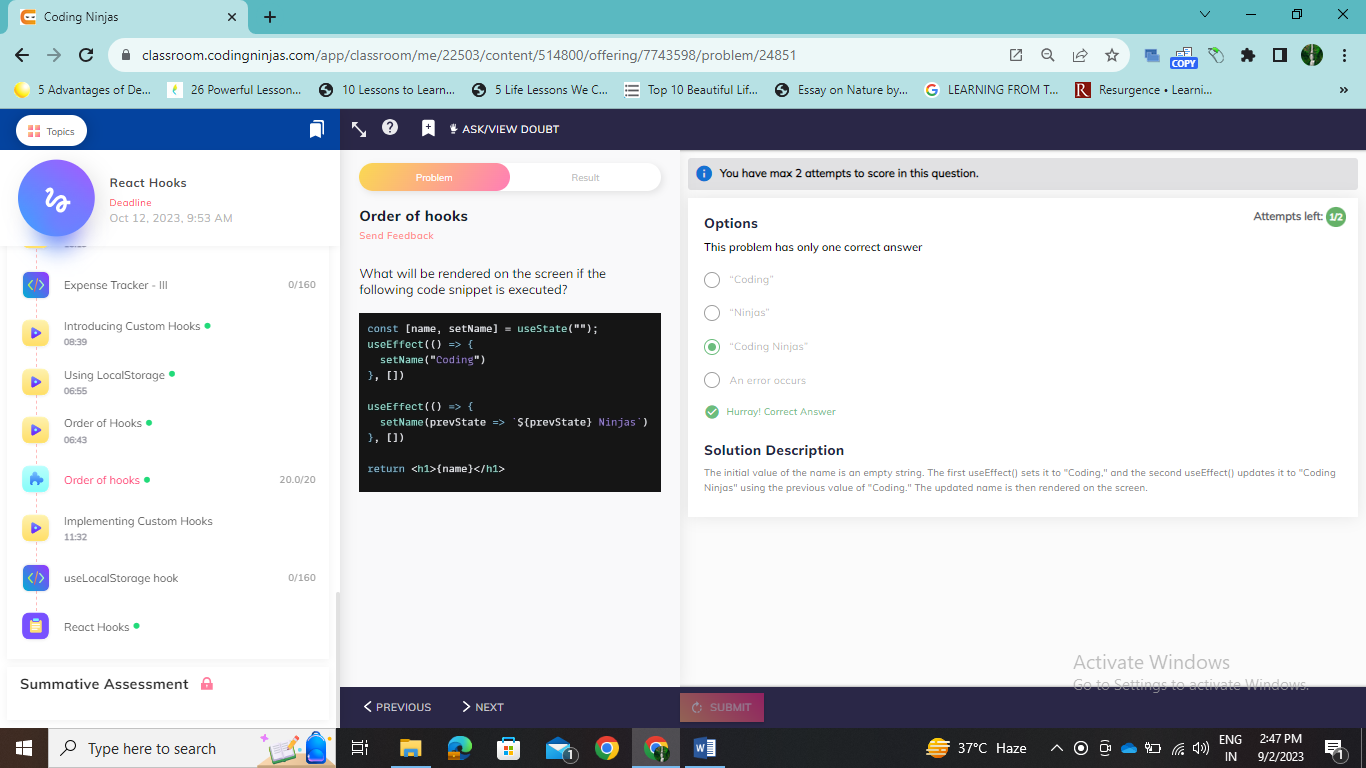 Coding Ninjas
classroom.codingninjas.com/app/classroom/me/22503/content/514800/offering/7743598/problem/24851
COPY
5 Advantages of De...
26 Powerful Lesson...
10 Lessons to Learn...
5 Life Lessons We C...
Top 10 Beautiful Lif...
Essay on Nature by...
LEARNING FROM T...
Resurgence • Learni...
»
Topics
ASK/VIEW DOUBT
React Hooks
Deadline
Oct 12, 2023, 9:53 AM
Expense Tracker - III
0/160
Introducing Custom Hooks
08:39
Using LocalStorage
06:55
Order of Hooks
06:43
Order of hooks
20.0/20
Implementing Custom Hooks
11:32
useLocalStorage hook
0/160
React Hooks
Summative Assessment
Problem
Result
Order of hooks
Send Feedback
What will be rendered on the screen if the
following code snippet is executed?
const [name, setName] = useState("");
useEffect(() => {
setName("Coding")
}, [])
useEffect(() => {
setName(prevState => `${prevState} Ninjas`)
}, [])
return <h1>{name}</h1>
You have max 2 attempts to score in this question.
Options
Attempts left: 1/2
This problem has only one correct answer
“Coding”
“Ninjas”
“Coding Ninjas”
An error occurs
Hurray! Correct Answer
Solution Description
The initial value of the name is an empty string. The first useEffect() sets it to "Coding," and the second useEffect() updates it to "Coding
Ninjas" using the previous value of "Coding." The updated name is then rendered on the screen.
Activate Windows
Go to Settings to activate Windows.
PREVIOUS
NEXT
SUBMIT
Type here to search
1
37°C Haze
ENG
IN
2:47 PM
9/2/2023
1